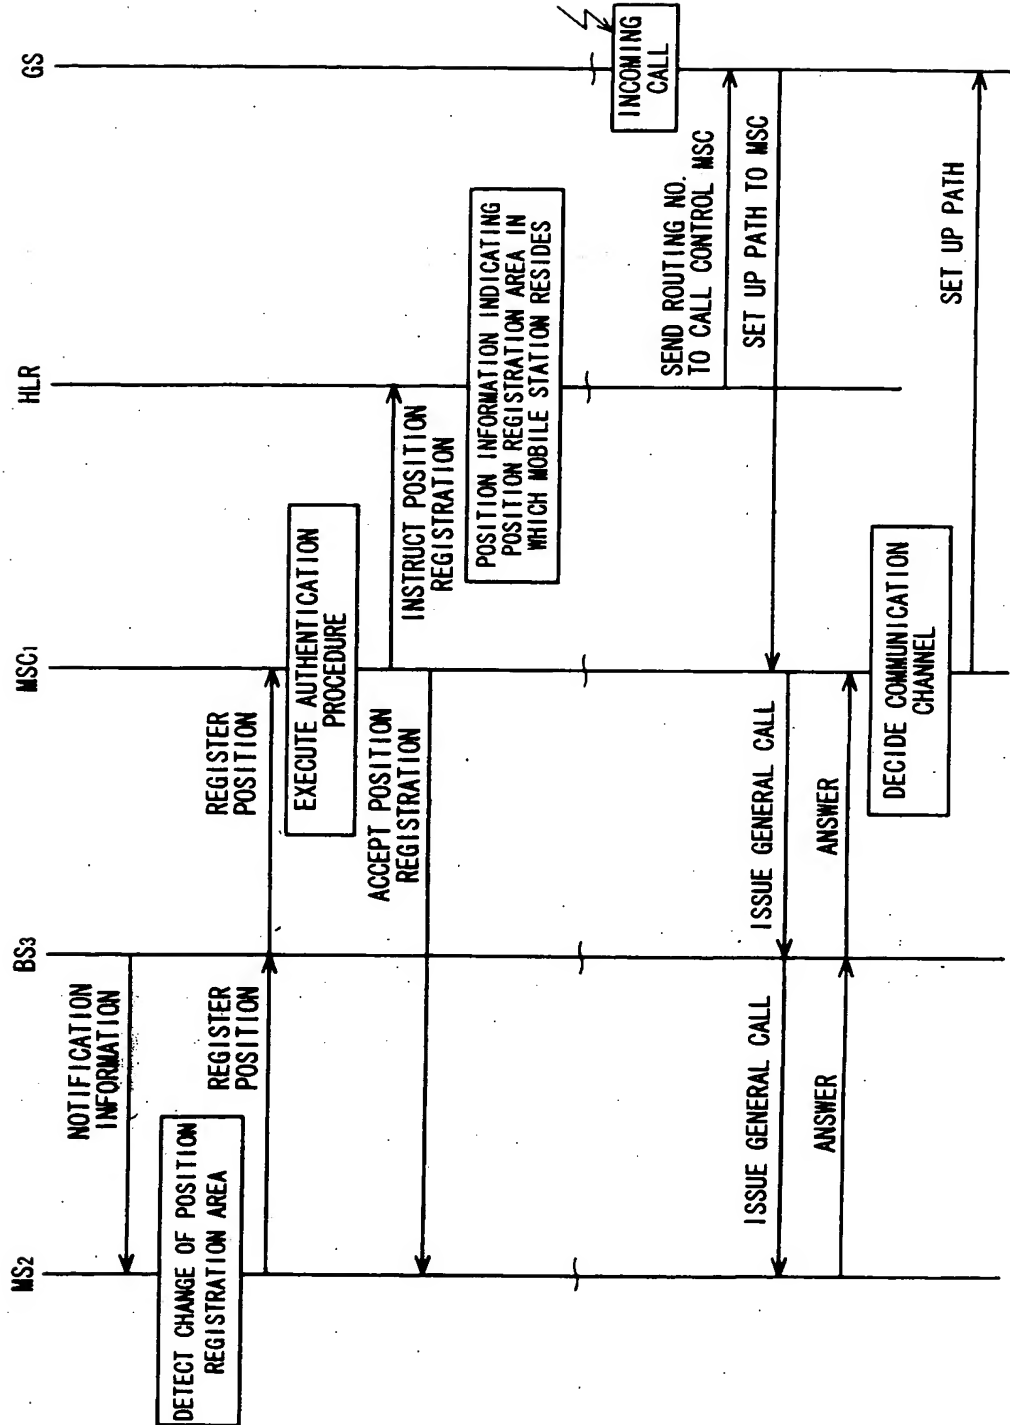 MS2
BS3
MSC1
HLR
GS
NOTIFICATION
INFORMATION
DETECT CHANGE OF POSITION
REGISTRATION AREA
REGISTER
POSITION
REGISTER
POSITION
EXECUTE AUTHENTICATION
PROCEDURE
INSTRUCT POSITION
REGISTRATION
ACCEPT POSITION
REGISTRATION
POSITION INFORMATION INDICATING
POSITION REGISTRATION AREA IN
WHICH MOBILE STATION RESIDES
INCOMING
CALL
SEND ROUTING NO.
TO CALL CONTROL MSC
SET UP PATH TO MSC
ISSUE GENERAL CALL
ISSUE GENERAL CALL
ANSWER
ANSWER
DECIDE COMMUNICATION
CHANNEL
SET UP PATH